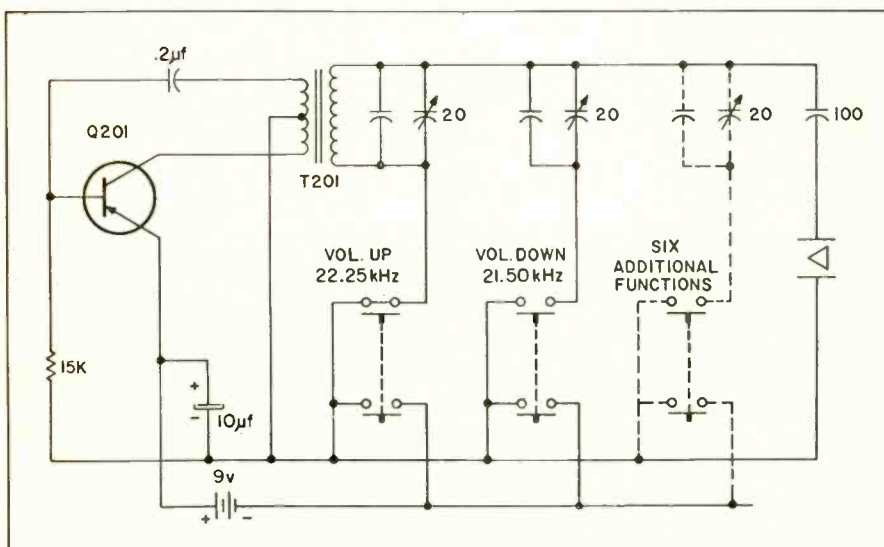 .2µf
Q201
T201
20
20
20
100
VOL. UP
22.25kHz
VOL. DOWN
21.50kHz
SIX
ADDITIONAL
FUNCTIONS
15K
+
-
10µf
9v
+
-